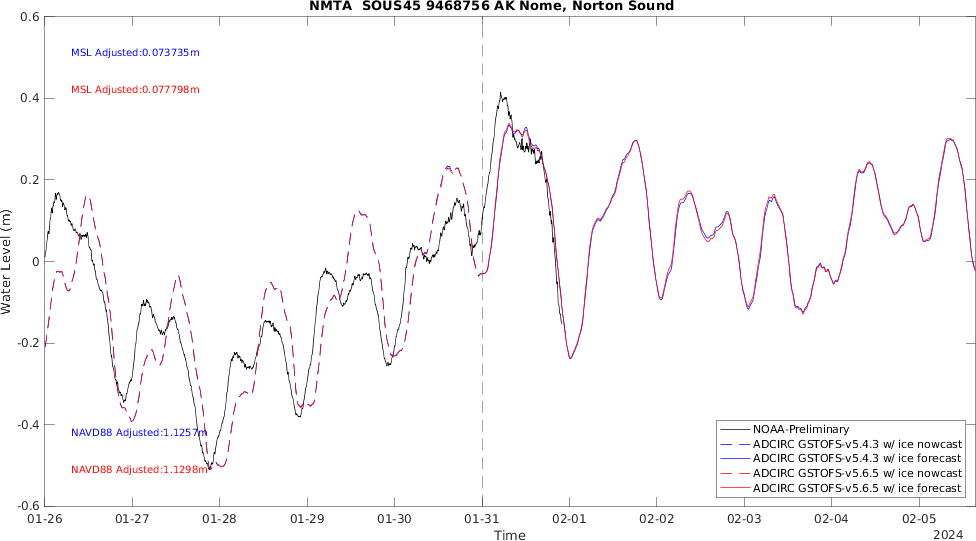 NMTA SOUS45 9468756 AK Nome, Norton Sound
0.6
MSL Adjusted:0.073735m
MSL Adjusted:0.077798m
0.4
0.2
0
-0.2
-0.4
-0.6
Water Level (m)
NAVD88 Adjusted:1.1257m
NAVD88 Adjusted:1.1298m
NOAA-Preliminary
ADCIRC GSTOFS-v5.4.3 w/ ice nowcast
ADCIRC GSTOFS-v5.4.3 w/ ice forecast
ADCIRC GSTOFS-v5.6.5 w/ ice nowcast
ADCIRC GSTOFS-v5.6.5 w/ ice forecast
01-26 01-27 01-28 01-29 01-30 01-31 02-01 02-02 02-03 02-04 02-05
Time
2024